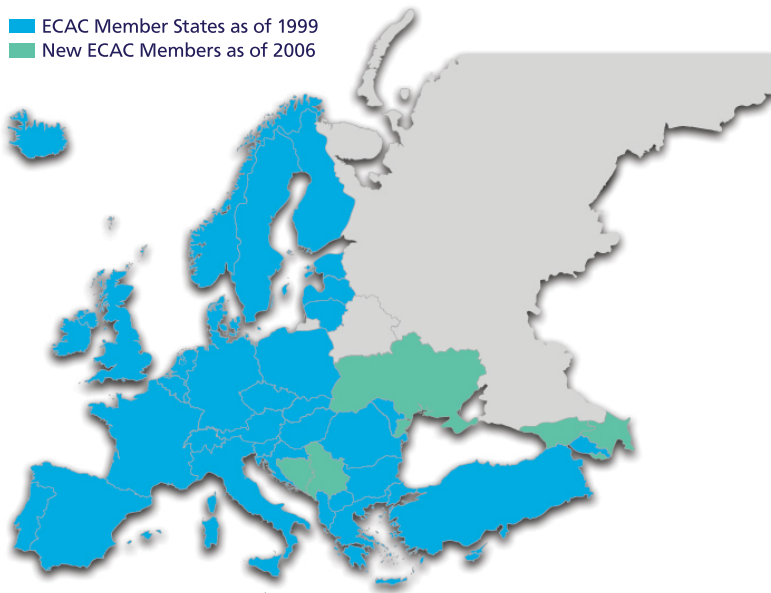 ECAC Member States as of 1999
New ECAC Members as of 2006